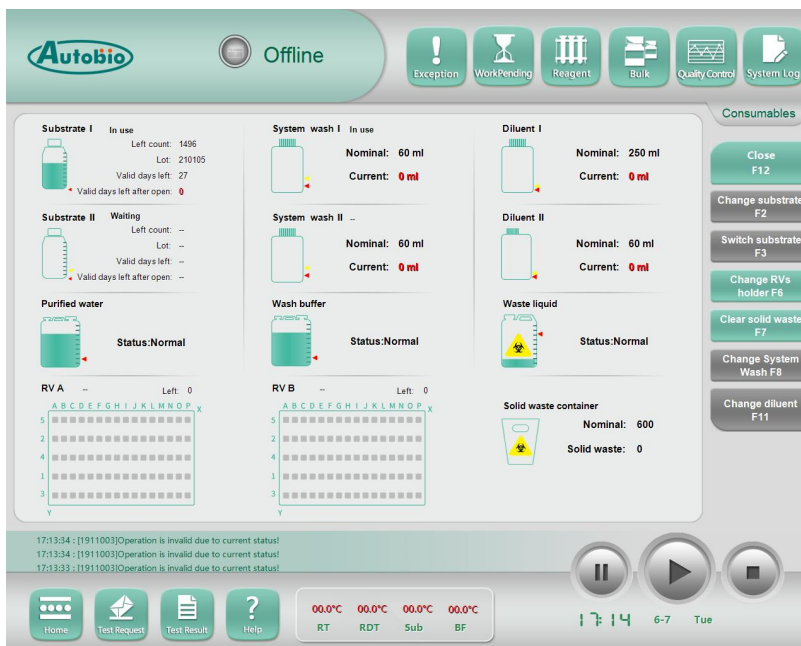 Autobio
Offline
Exception
WorkPending
Reagent
Bulk
Quality Control
System Log
Consumables
Substrate I In use
Left count: 1496
Lot: 210105
Valid days left: 27
Valid days left after open: 0
System wash I In use
Nominal: 60 ml
Current: 0 ml
Diluent I
Nominal: 250 ml
Current: 0 ml
Substrate II Waiting
Left count: --
Lot: --
Valid days left: --
Valid days left after open: --
System wash II --
Nominal: 60 ml
Current: 0 ml
Diluent II
Nominal: 60 ml
Current: 0 ml
Purified water
Status:Normal
Wash buffer
Status:Normal
Waste liquid
Status:Normal
RV A -- Left: 0
A B C D E F G H I J K L M N O P X
5
2
4
1
3
Y
RV B -- Left: 0
A B C D E F G H I J K L M N O P X
5
2
4
1
3
Y
Solid waste container
Nominal: 600
Solid waste: 0
Close
F12
Change substrate
F2
Switch substrate
F3
Change RVs
holder F6
Clear solid waste
F7
Change System
Wash F8
Change diluent
F11
17:13:34 : [1911003]Operation is invalid due to current status!
17:13:34 : [1911003]Operation is invalid due to current status!
17:13:33 : [1911003]Operation is invalid due to current status!
Home
Test Request
Test Result
Help
00.0°C 00.0°C 00.0°C 00.0°C
RT RDT Sub BF
17:14 6-7 Tue